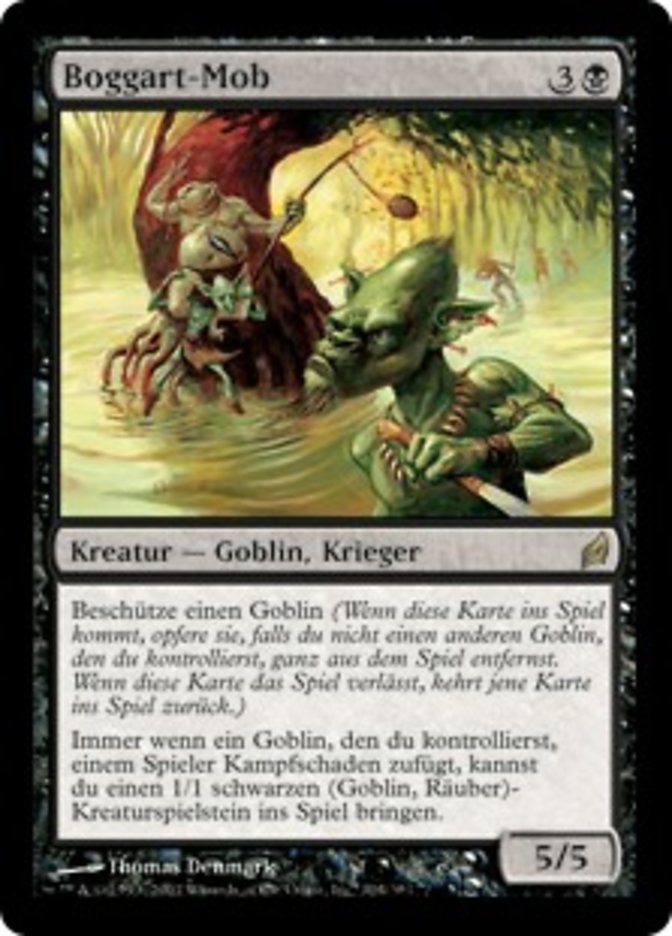 Boggart-Mob 3
Kreatur — Goblin, Krieger
Beschütze einen Goblin (Wenn diese Karte ins Spiel
kommt, opfere sie, falls du nicht einen anderen Goblin,
den du kontrollierst, ganz aus dem Spiel entfernst.
Wenn diese Karte das Spiel verlässt, kehrt jene Karte
ins Spiel zurück.)
Immer wenn ein Goblin, den du kontrollierst,
einem Spieler Kampfschaden zufügt, kannst
du einen 1/1 schwarzen (Goblin, Räuber)-
Kreaturspielstein ins Spiel bringen.
5/5
Thomas Denmark